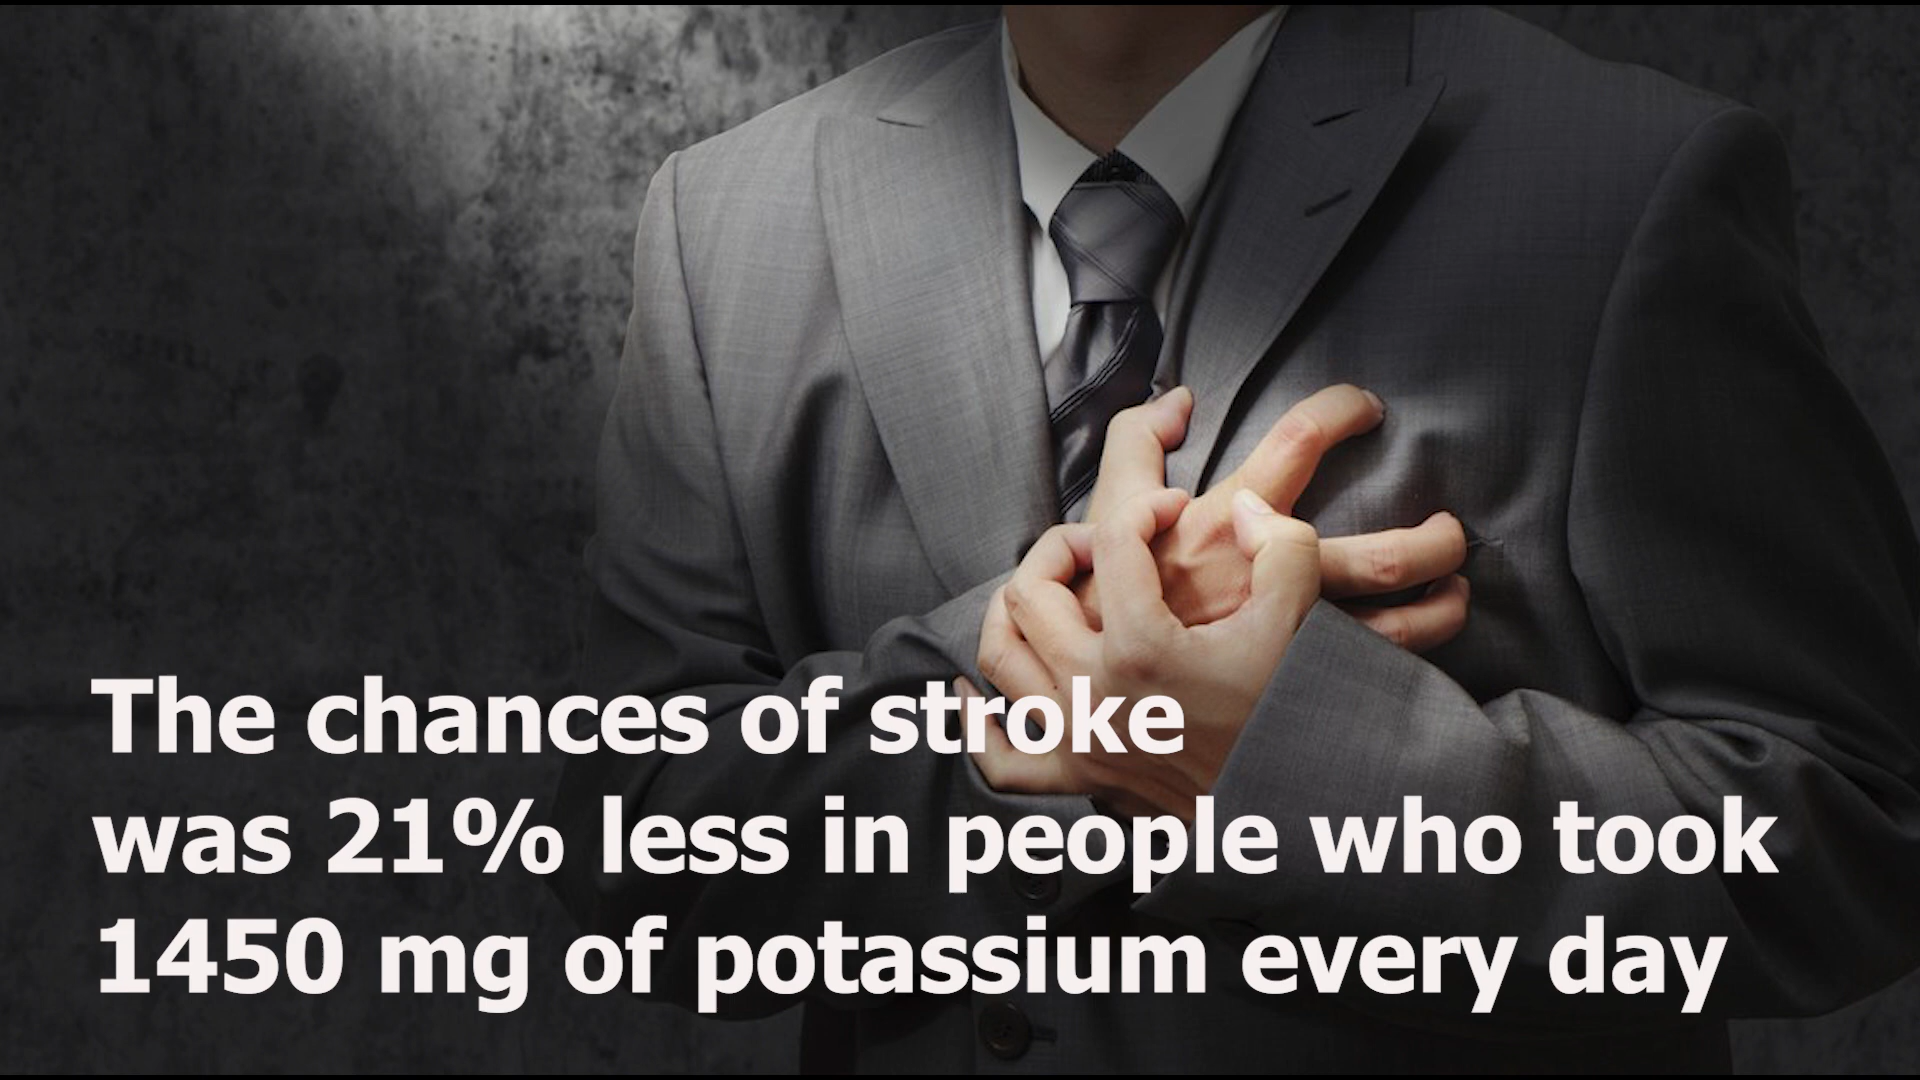 The chances of stroke
was 21% less in people who took
1450 mg of potassium every day